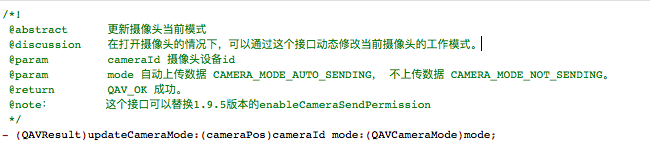 /*!
@abstract 更新摄像头当前模式
@discussion 在打开摄像头的情况下，可以通过这个接口动态修改当前摄像头的工作模式。
@param cameraId 摄像头设备id
@param mode 自动上传数据 CAMERA_MODE_AUTO_SENDING， 不上传数据 CAMERA_MODE_NOT_SENDING。
@return QAV_OK 成功。
@note： 这个接口可以替换1.9.5版本的enableCameraSendPermission
*/
- (QAVResult)updateCameraMode:(cameraPos)cameraId mode:(QAVCameraMode)mode;